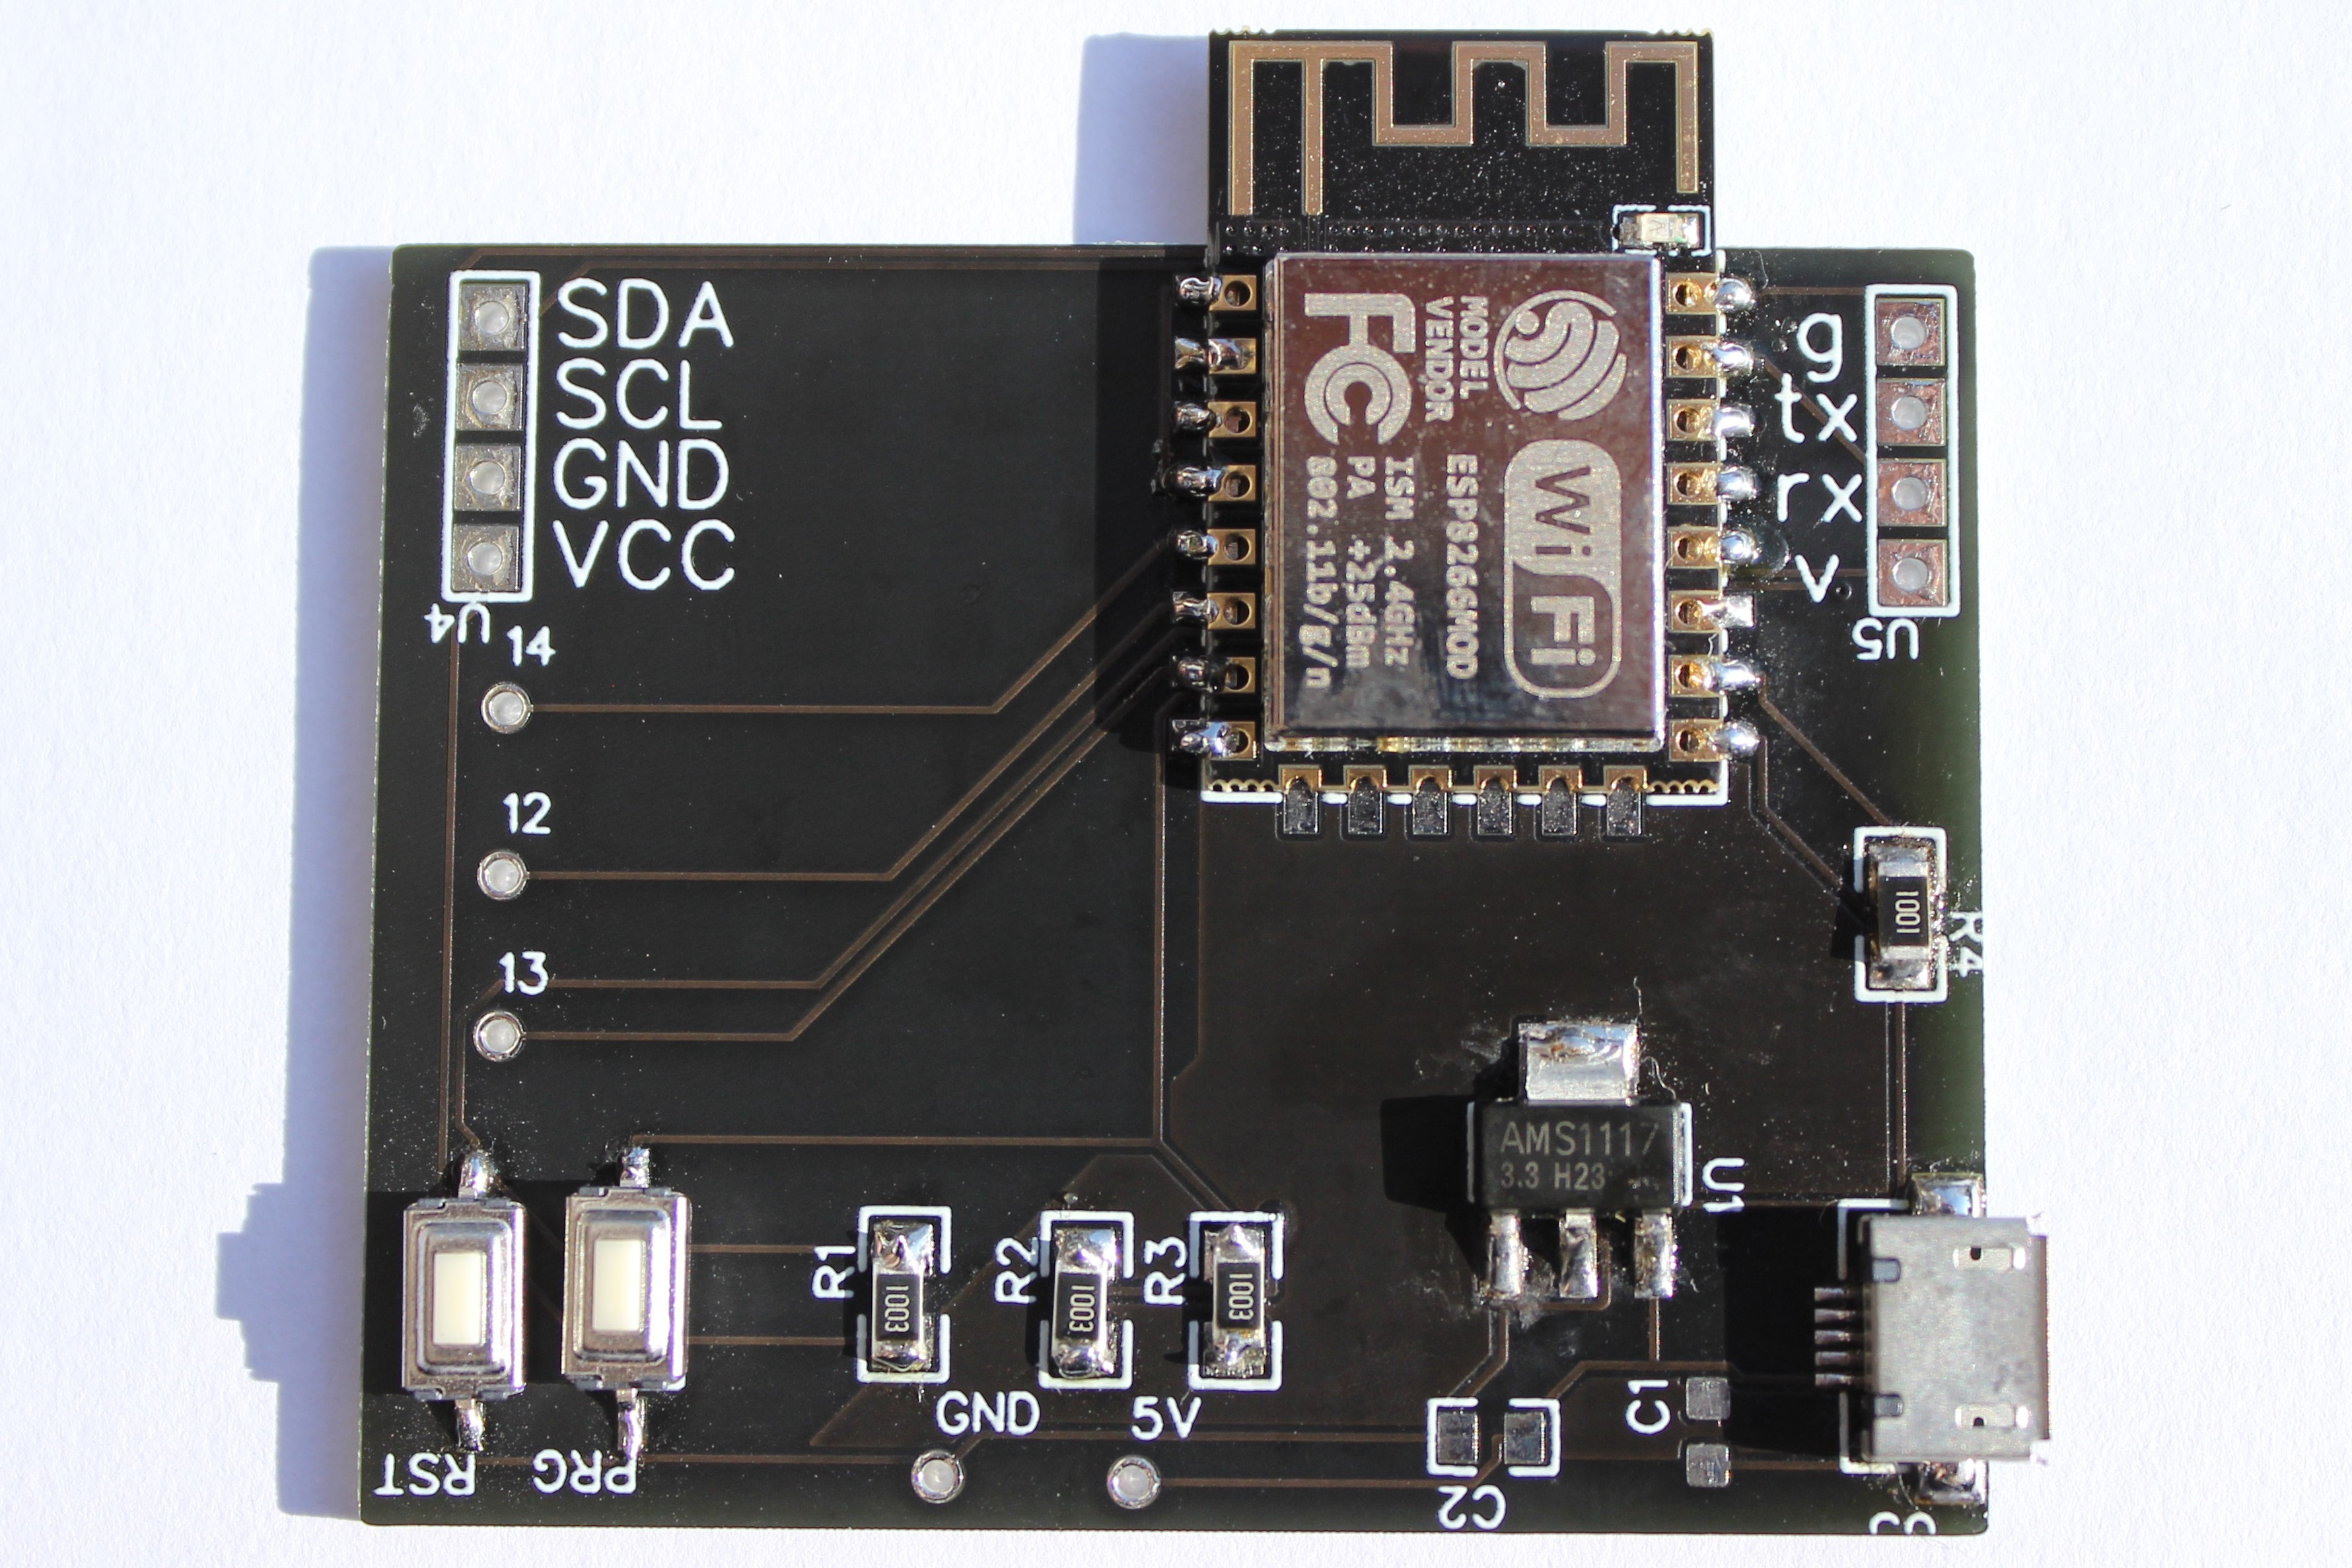 SDA
SCL
GND
VCC
U4
14
12
13
g
tx
rx
v
U5
MODEL
VENDOR
FC
WiFi
ESP8266MOD
ISM 2.4GHz
PA +25dBm
802.11b/g/n
1001
R4
AMS1117
3.3 H23
U1
R1
1003
R2
1003
R3
1003
GND
5V
C1
C2
RST
PRG